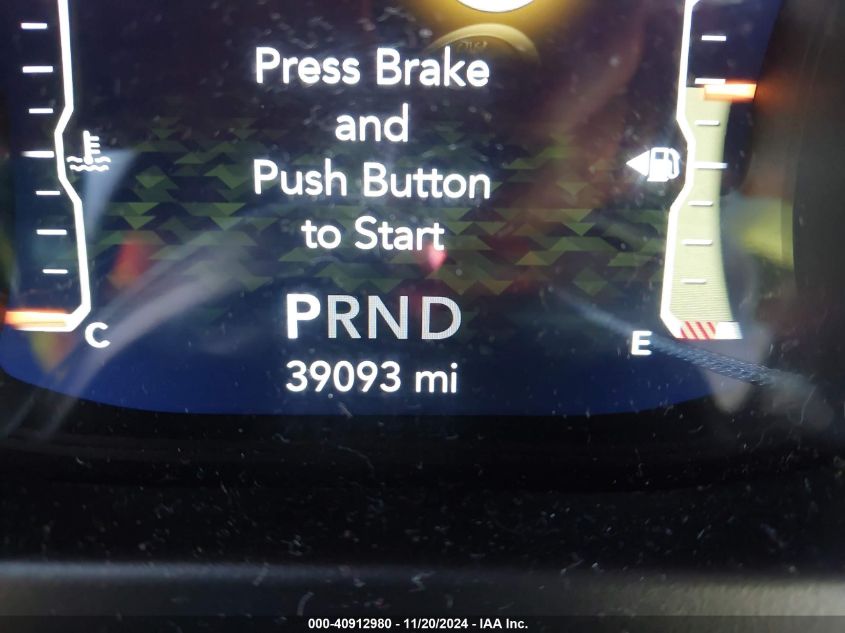 Press Brake
and
Push Button
to Start
PRND
C
E
39093 mi
000-40912980 - 11/20/2024 - IAA Inc.